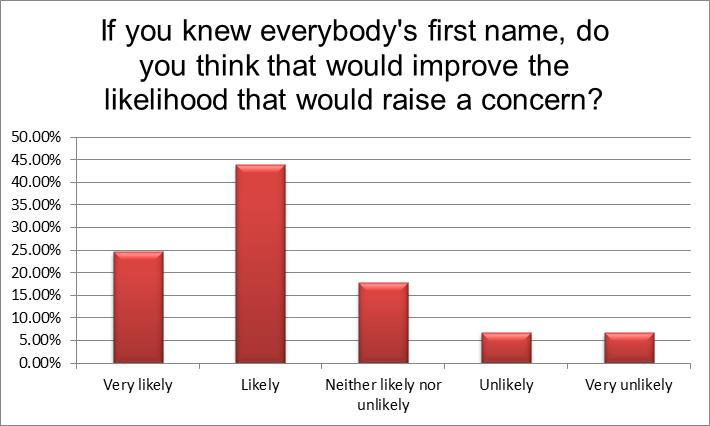 If you knew everybody's first name, do
you think that would improve the
likelihood that would raise a concern?
50.00%
45.00%
40.00%
35.00%
30.00%
25.00%
20.00%
15.00%
10.00%
5.00%
0.00%
Very likely
Likely
Neither likely nor
unlikely
Unlikely
Very unlikely